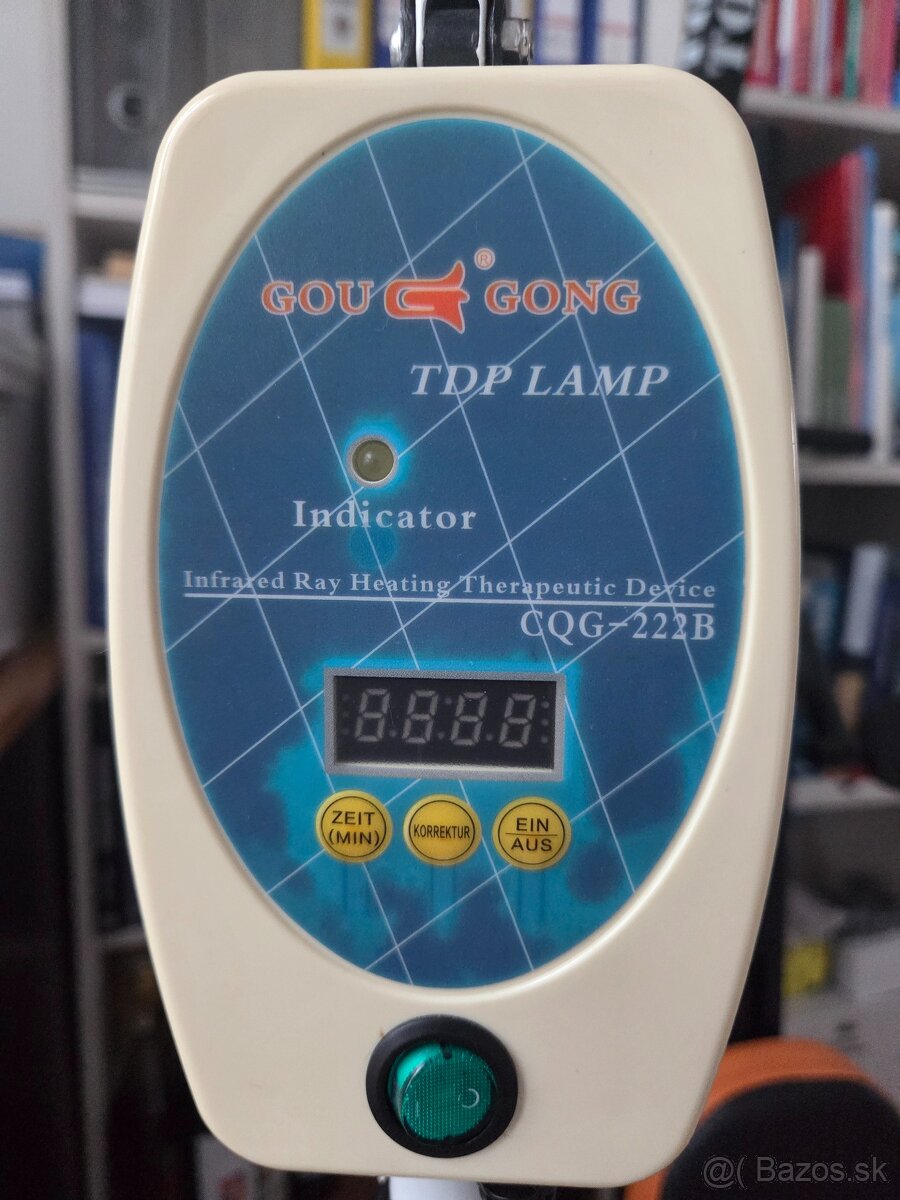 GOU GONG®
TDP LAMP
Indicator
Infrared Ray Heating Therapeutic Device
CQG-222B
8888
ZEIT
(MIN)
KORREKTUR
EIN
AUS
@( Bazos.sk